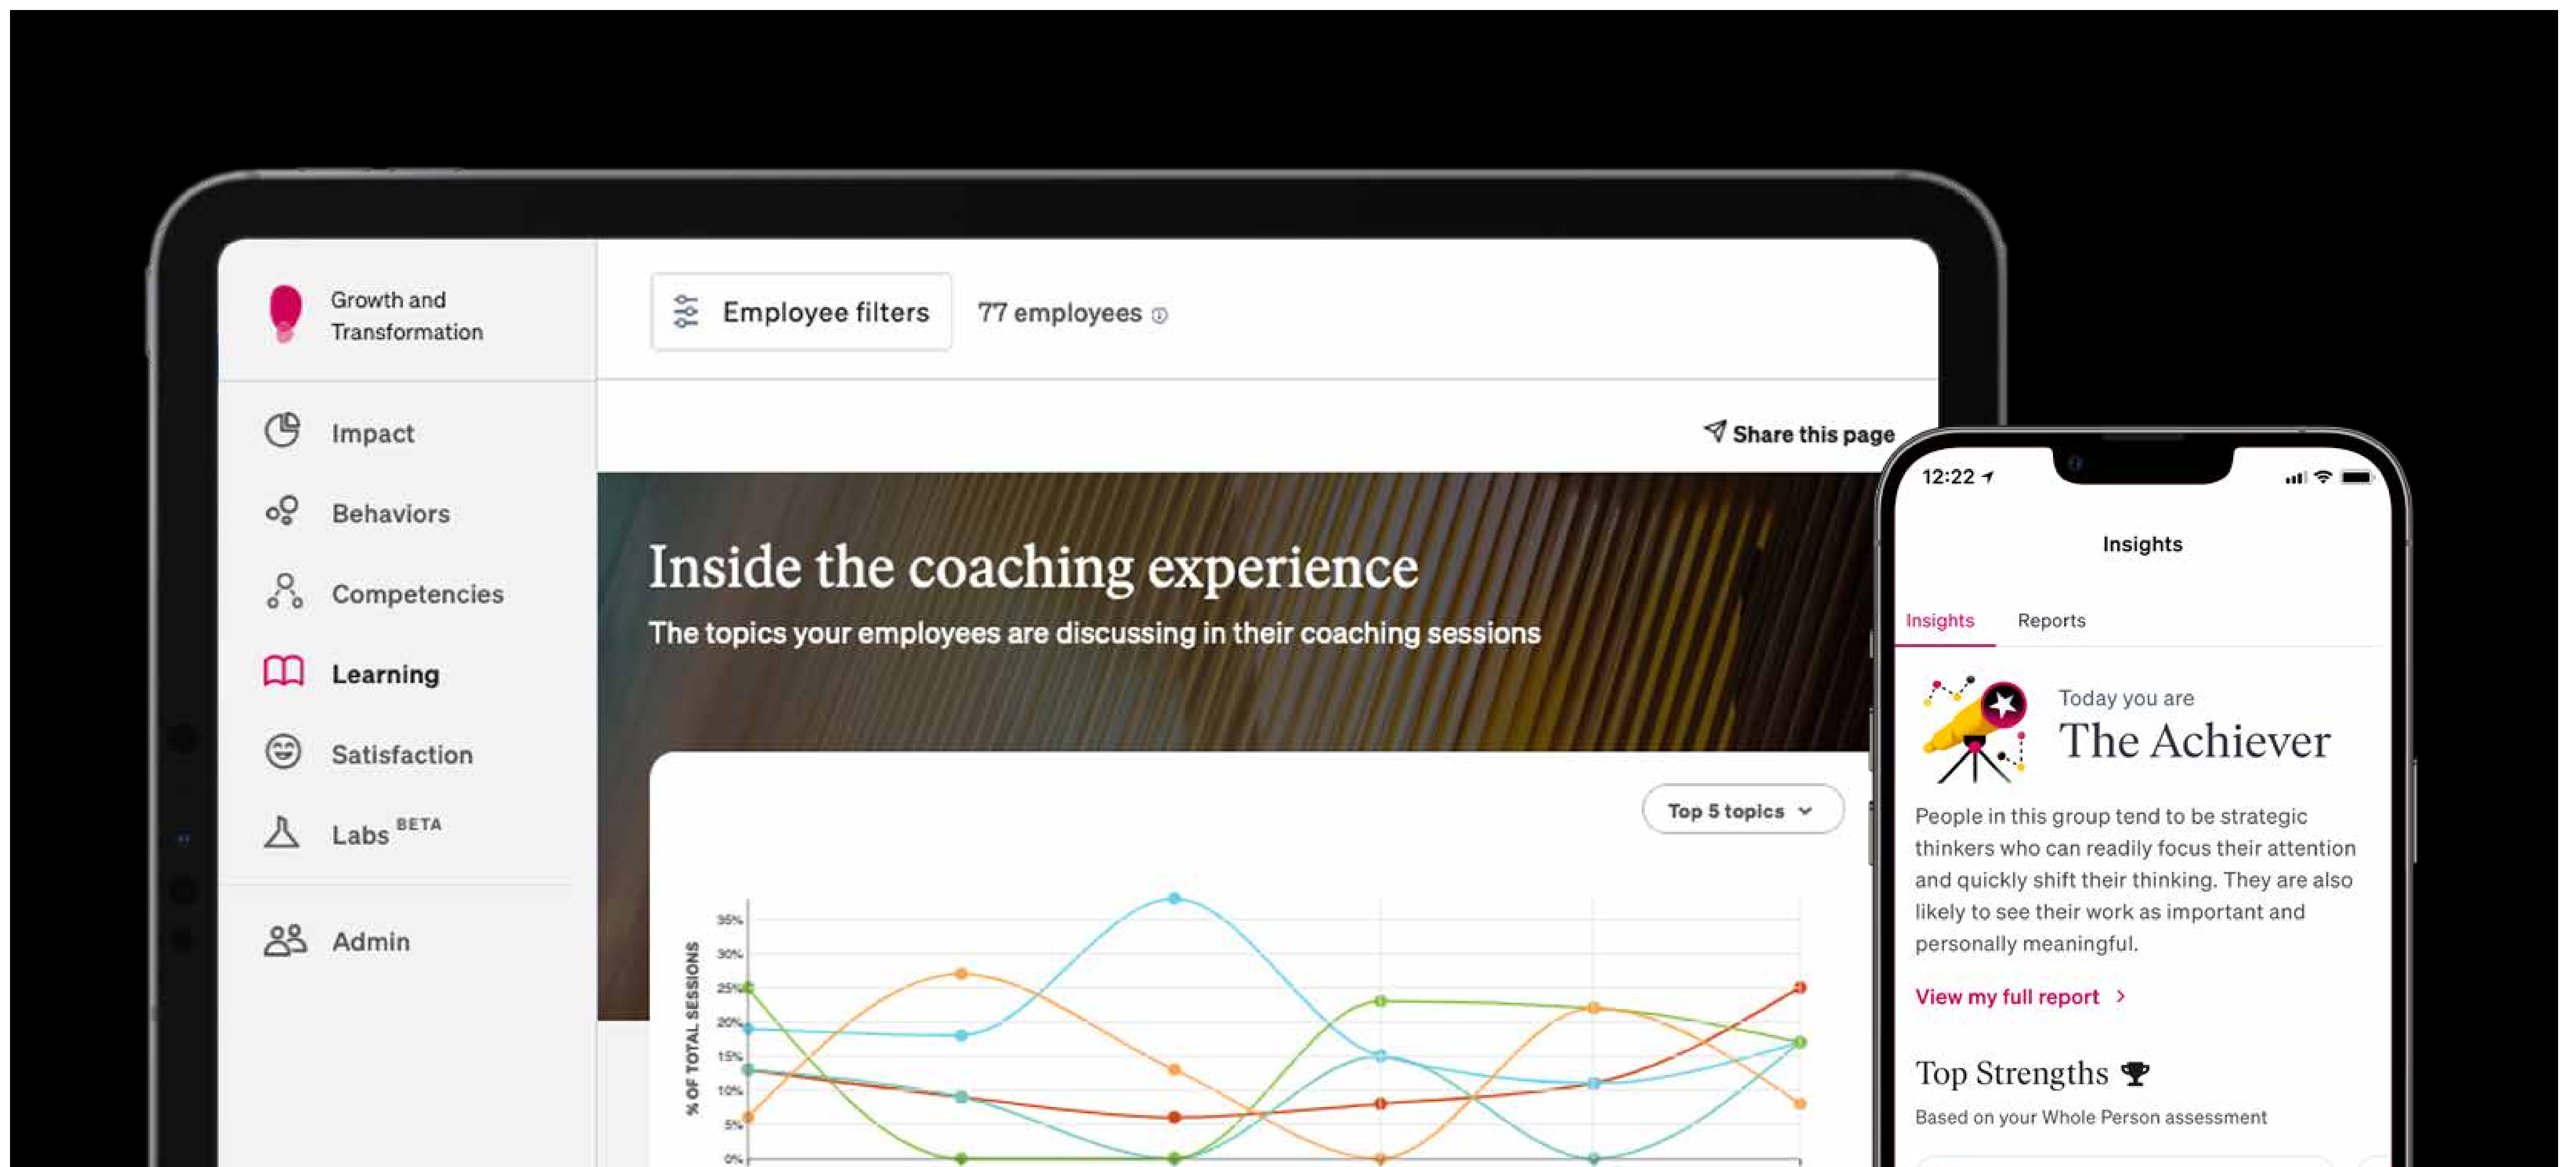 Growth and
Transformation
Impact
Behaviors
Competencies
Learning
Satisfaction
Labs BETA
Admin
Employee filters
77 employees
Share this page
Inside the coaching experience
The topics your employees are discussing in their coaching sessions
Top 5 topics
% OF TOTAL SESSIONS
35%
30%
25%
20%
15%
10%
5%
0%
12:22
Insights
Insights Reports
Today you are
The Achiever
People in this group tend to be strategic
thinkers who can readily focus their attention
and quickly shift their thinking. They are also
likely to see their work as important and
personally meaningful.
View my full report
Top Strengths
Based on your Whole Person assessment